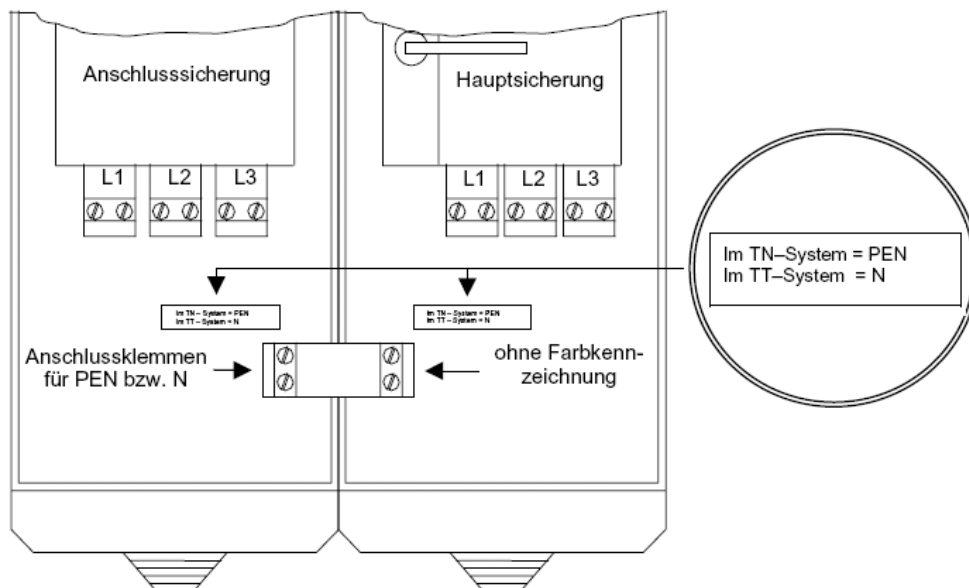 Anschlusssicherung
Hauptsicherung
L1 L2 L3
L1 L2 L3
Im TN–System = PEN
Im TT–System = N
Im TN – System = PEN
Im TT – System = N
Im TN – System = PEN
Im TT – System = N
Anschlussklemmen
für PEN bzw. N
ohne Farbkenn-
zeichnung